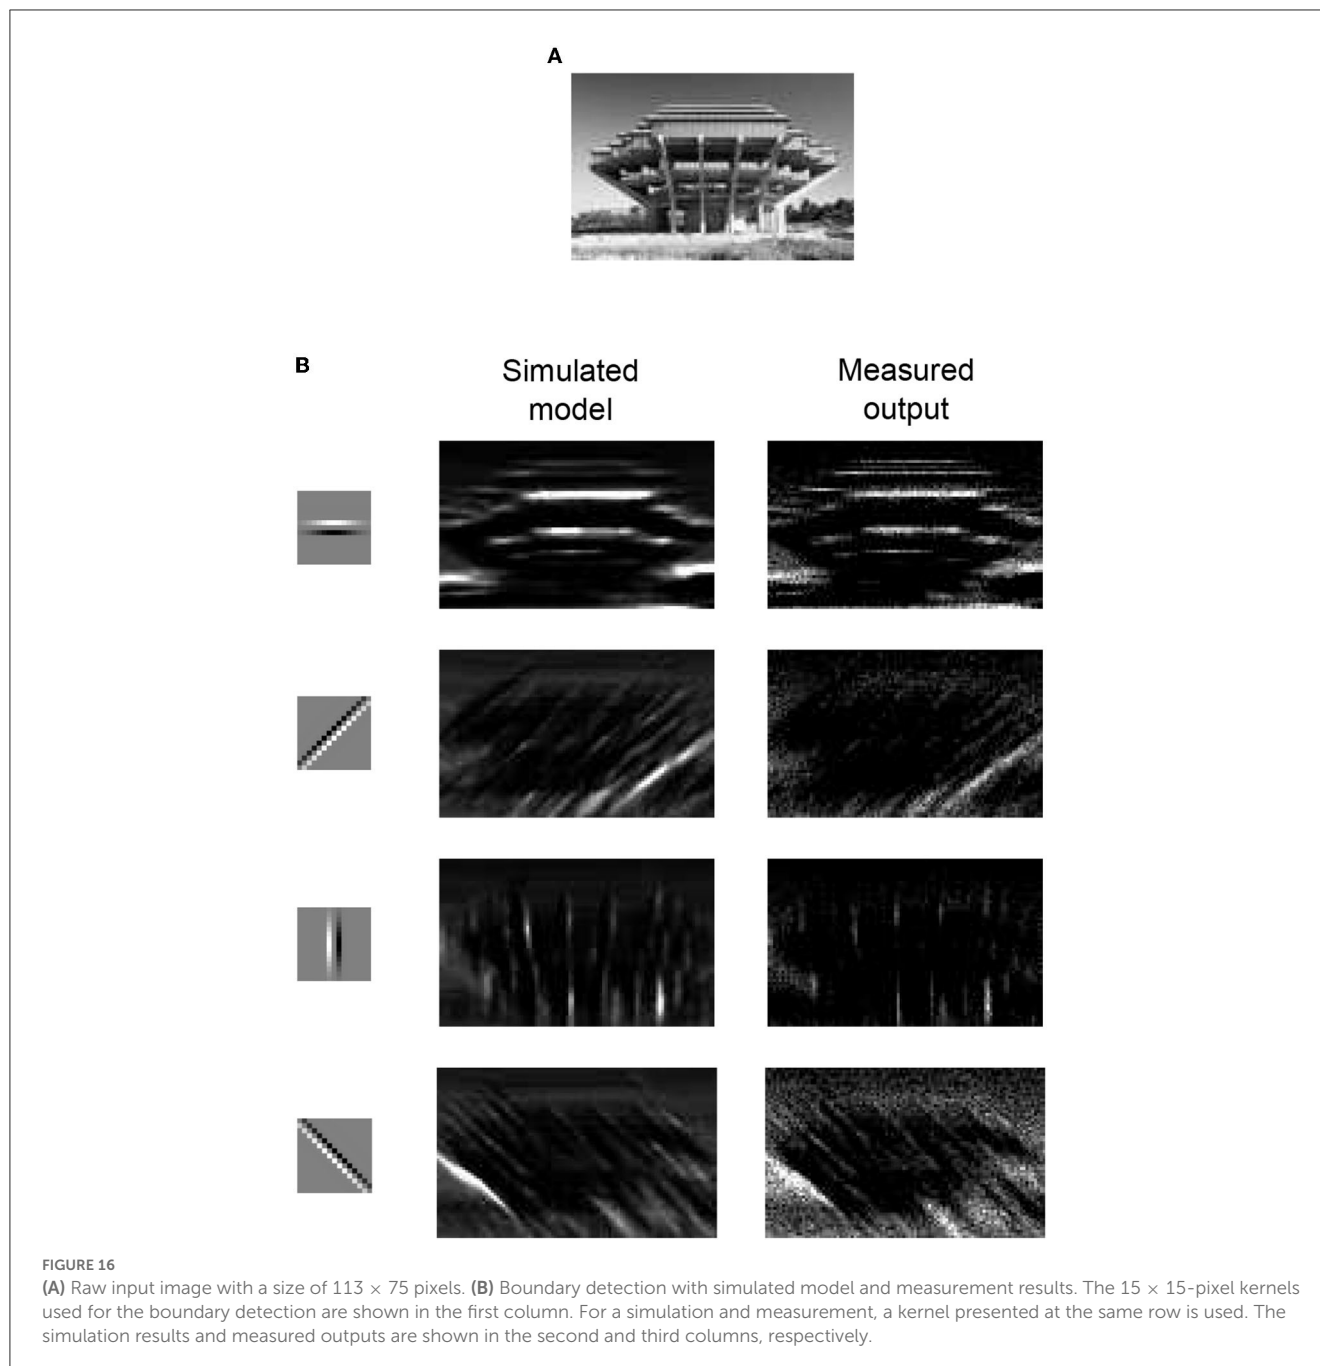 A
B
Simulated
model
Measured
output
FIGURE 16
(A) Raw input image with a size of 113 × 75 pixels. (B) Boundary detection with simulated model and measurement results. The 15 × 15-pixel kernels
used for the boundary detection are shown in the first column. For a simulation and measurement, a kernel presented at the same row is used. The
simulation results and measured outputs are shown in the second and third columns, respectively.